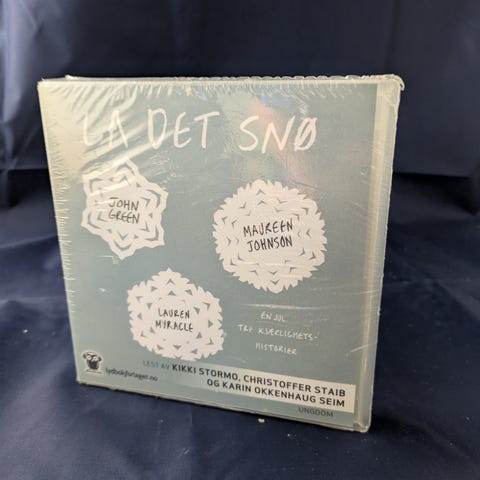 LA DET SNØ
JOHN
GREEN
MAUREEN
JOHNSON
LAUREN
MYRACLE
EN JUL
TRE KJÆRLIGHETS-
HISTORIER
LEST AV KIKKI STORMO, CHRISTOFFER STAIB
OG KARIN OKKENHAUG SEIM
lydbokforlaget.no
UNGDOM